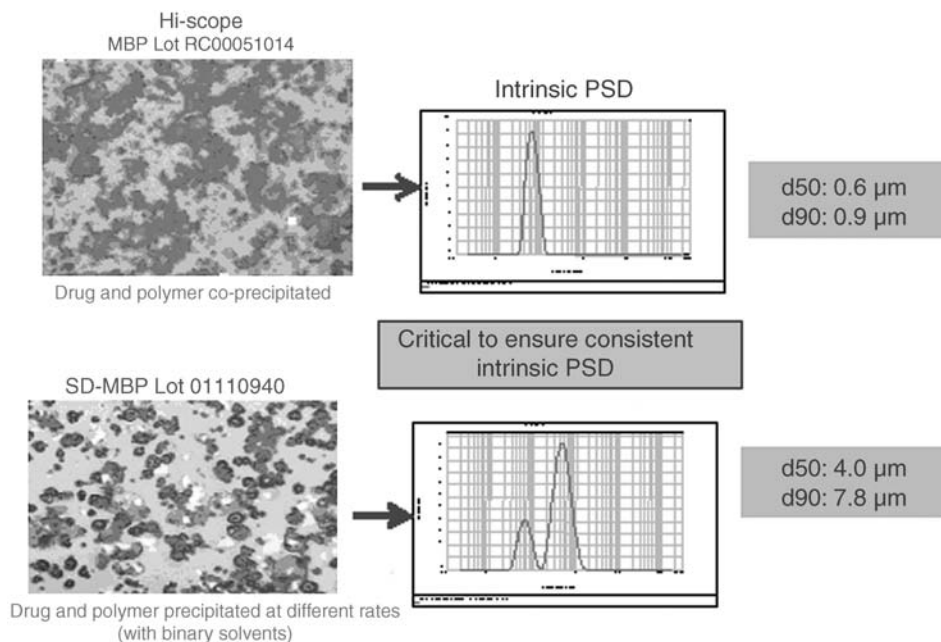 Hi-scope
MBP Lot RC00051014
Intrinsic PSD
d50: 0.6 µm
d90: 0.9 µm
Drug and polymer co-precipitated
Critical to ensure consistent
intrinsic PSD
SD-MBP Lot 01110940
d50: 4.0 µm
d90: 7.8 µm
Drug and polymer precipitated at different rates
(with binary solvents)